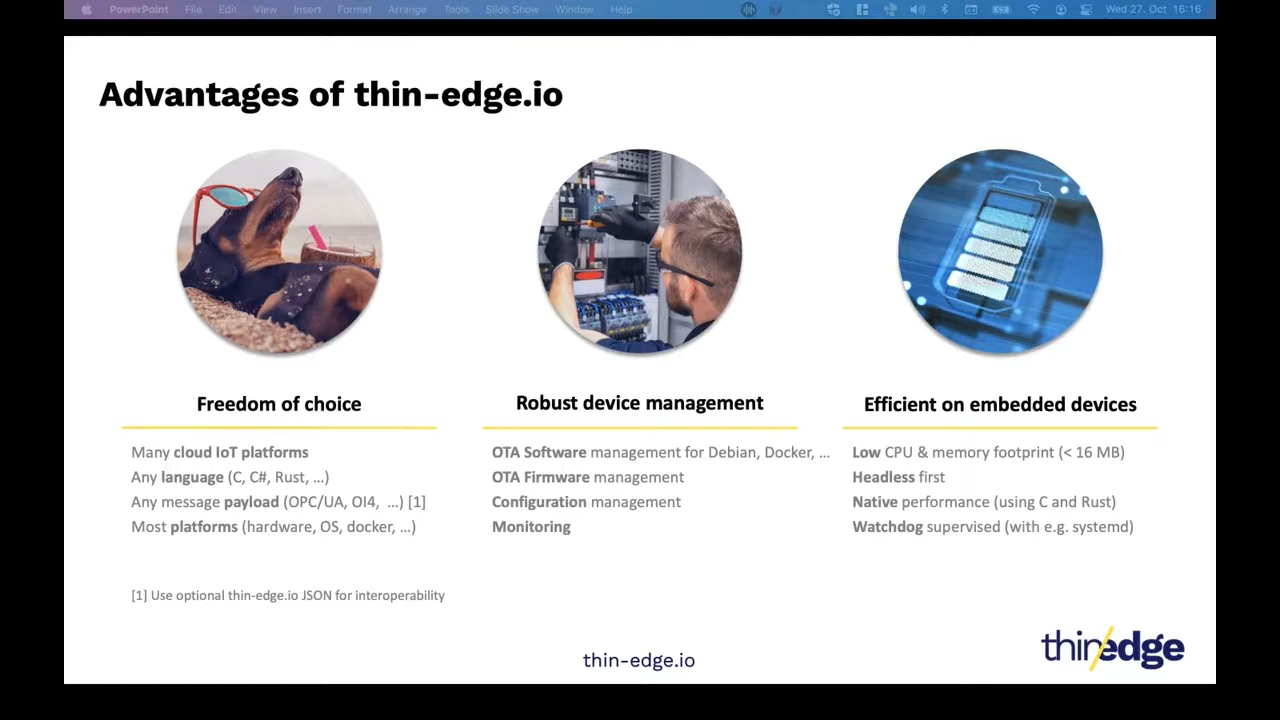 PowerPoint File Edit View Insert Format Arrange Tools Slide Show Window Help Wed 27. Oct 16:16
Advantages of thin-edge.io
Freedom of choice
Many cloud IoT platforms
Any language (C, C#, Rust, ...)
Any message payload (OPC/UA, OI4, ...) [1]
Most platforms (hardware, OS, docker, ...)
Robust device management
OTA Software management for Debian, Docker, ...
OTA Firmware management
Configuration management
Monitoring
Efficient on embedded devices
Low CPU & memory footprint (< 16 MB)
Headless first
Native performance (using C and Rust)
Watchdog supervised (with e.g. systemd)
[1] Use optional thin-edge.io JSON for interoperability
thin-edge.io
thin/edge